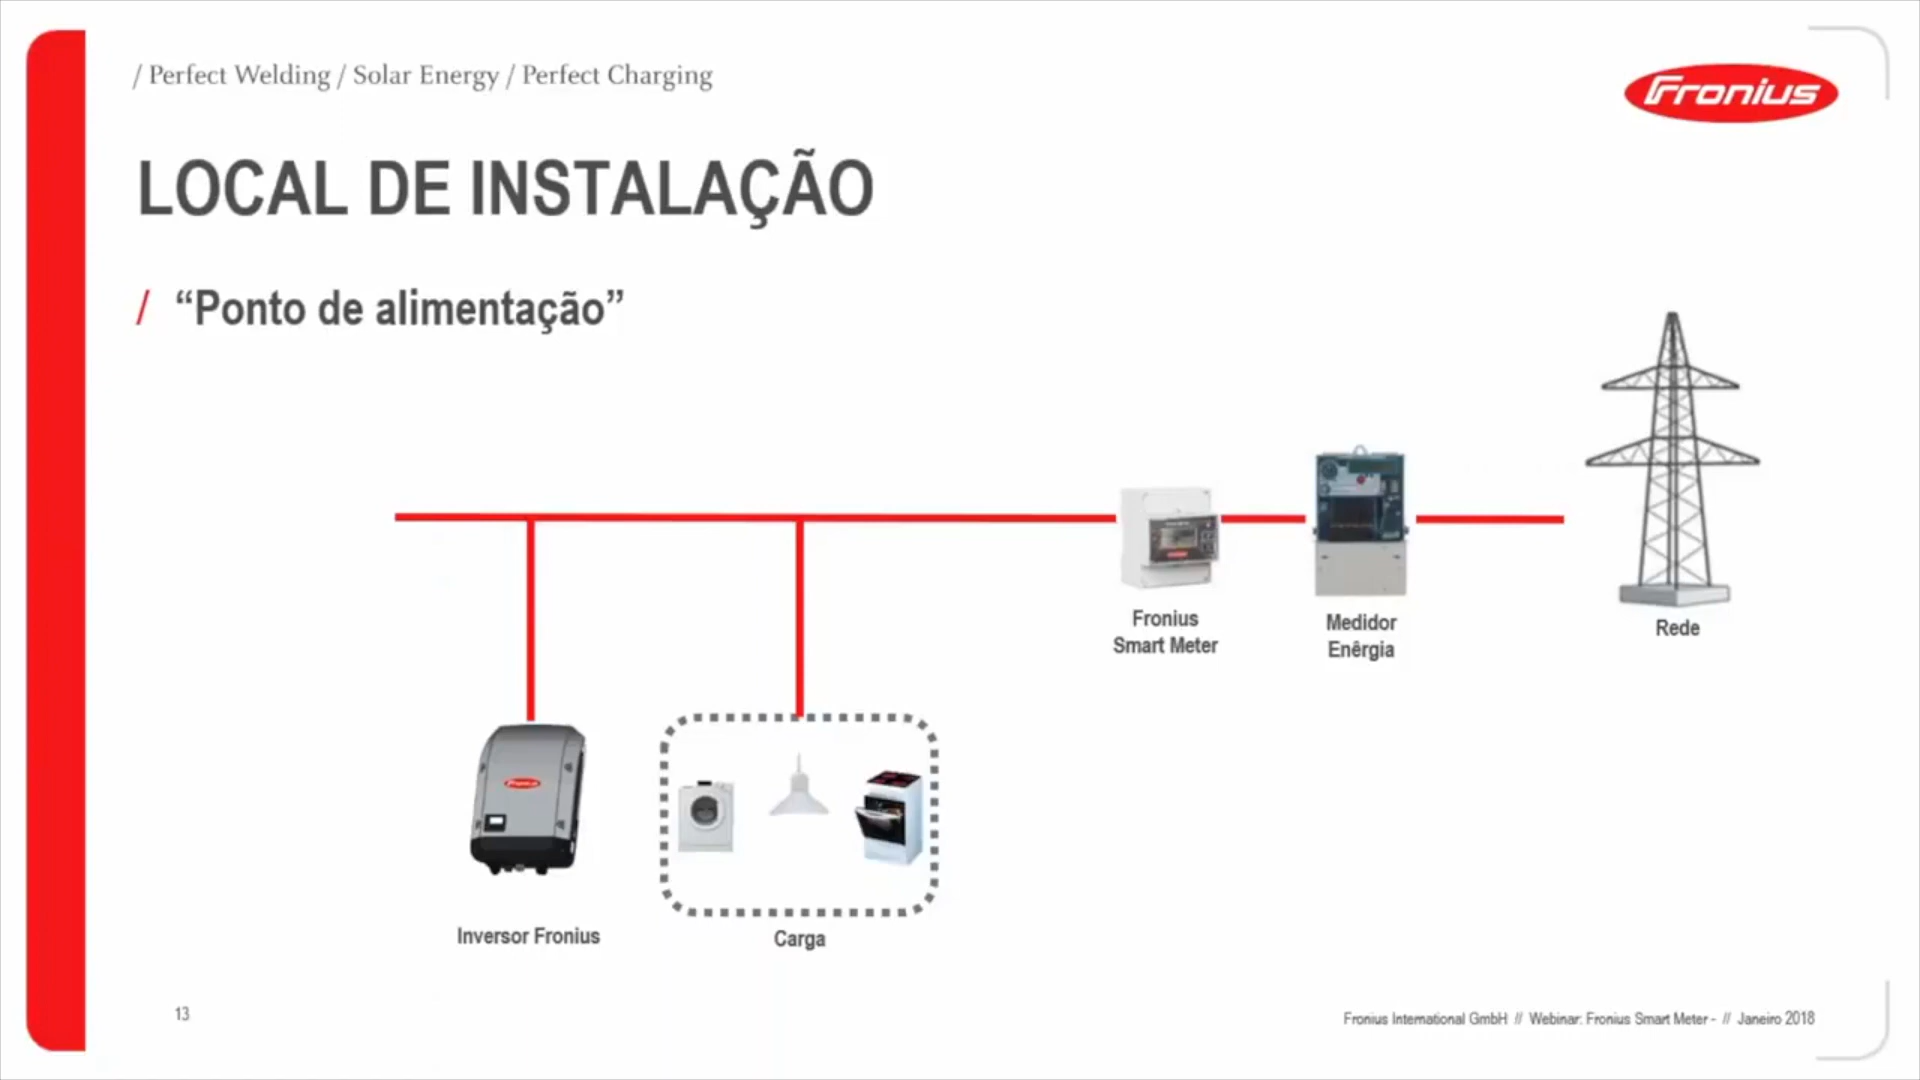 / Perfect Welding / Solar Energy / Perfect Charging
Fronius
LOCAL DE INSTALAÇÃO
/ “Ponto de alimentação”
Fronius
Smart Meter
Medidor
Enêrgia
Rede
Fronius
Inversor Fronius
Carga
13
Fronius International GmbH // Webinar: Fronius Smart Meter - // Janeiro 2018